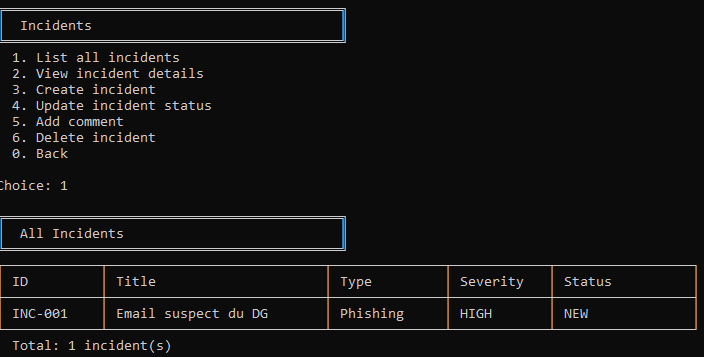 Incidents
1. List all incidents
2. View incident details
3. Create incident
4. Update incident status
5. Add comment
6. Delete incident
0. Back
Choice: 1
All Incidents
ID Title Type Severity Status
INC-001 Email suspect du DG Phishing HIGH NEW
Total: 1 incident(s)